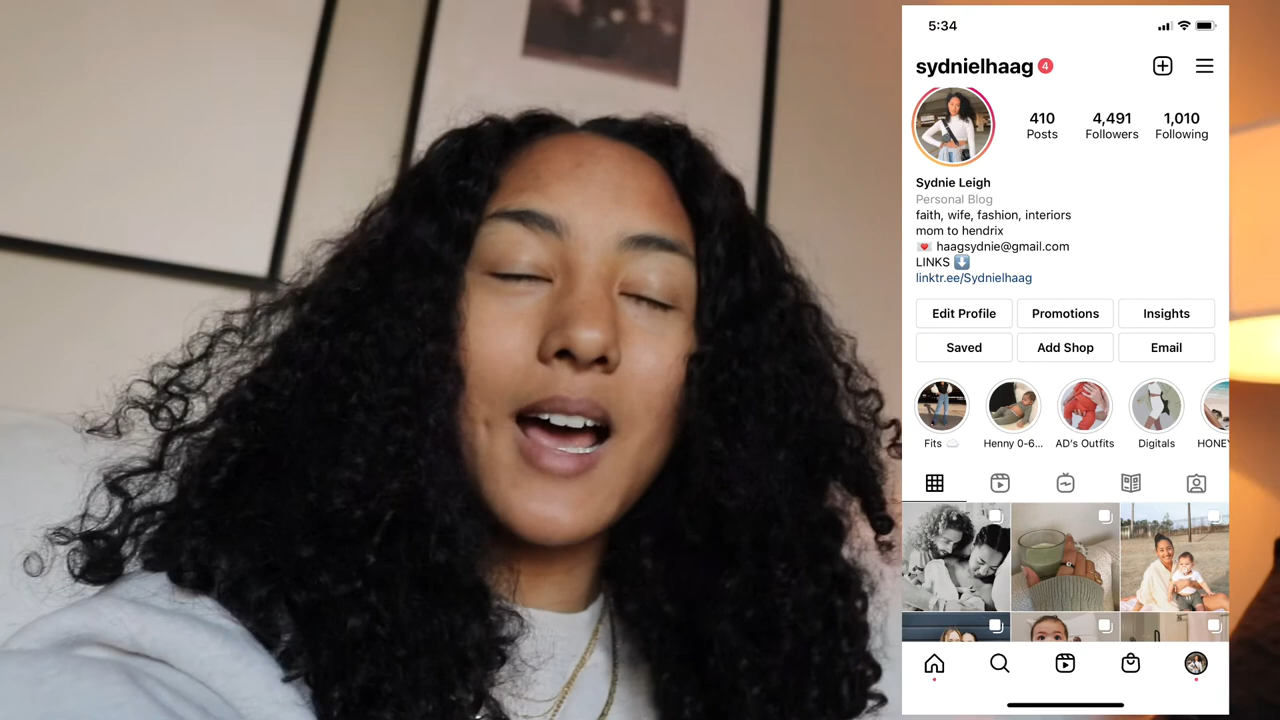 5:34
sydnielhaag 4
410 4,491 1,010
Posts Followers Following
Sydnie Leigh
Personal Blog
faith, wife, fashion, interiors
mom to hendrix
💌 haagsydnie@gmail.com
LINKS ⬇️
linktr.ee/Sydnielhaag
Edit Profile Promotions Insights
Saved Add Shop Email
Fits ☁️ Henny 0-6... AD's Outfits Digitals HONEY